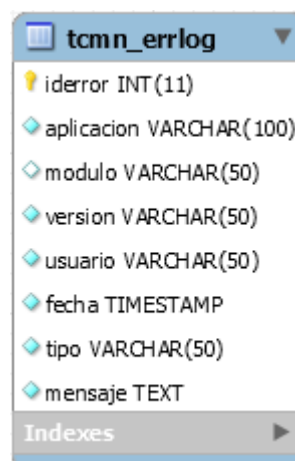 tcmn_errlog
iderror INT(11)
aplicacion VARCHAR(100)
modulo VARCHAR(50)
version VARCHAR(50)
usuario VARCHAR(50)
fecha TIMESTAMP
tipo VARCHAR(50)
mensaje TEXT
Indexes